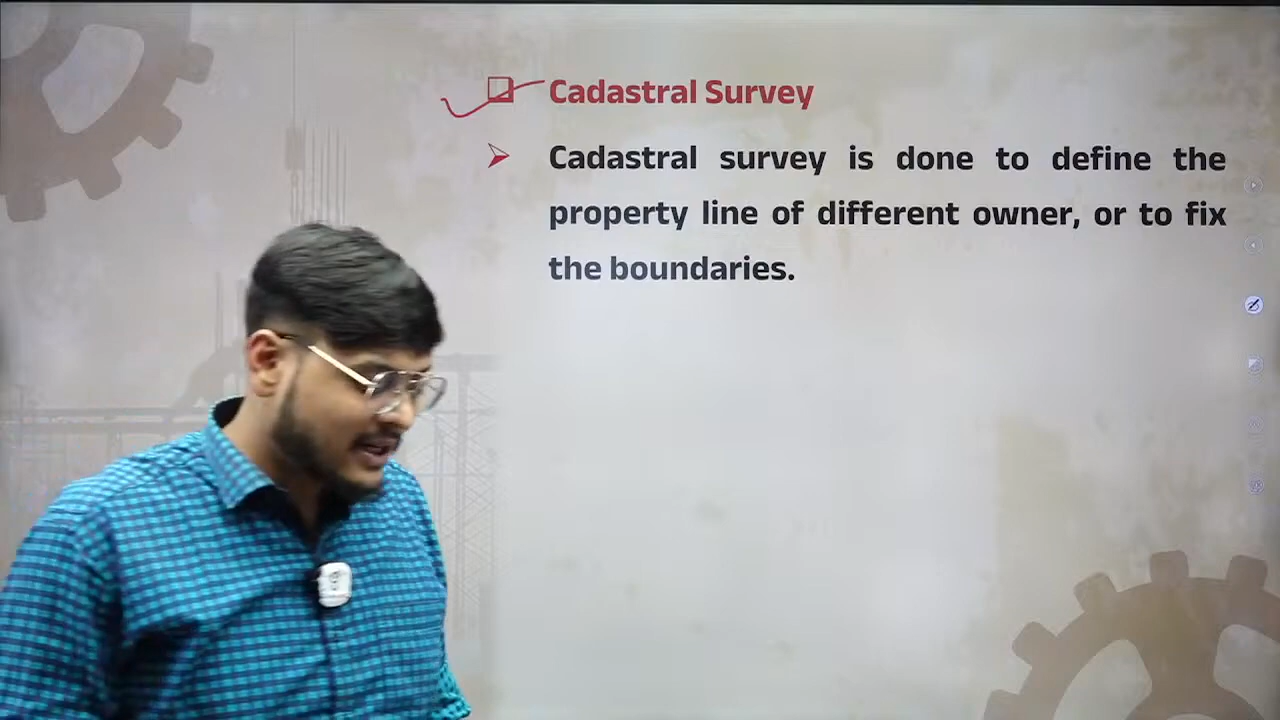 Cadastral Survey
Cadastral survey is done to define the
property line of different owner, or to fix
the boundaries.